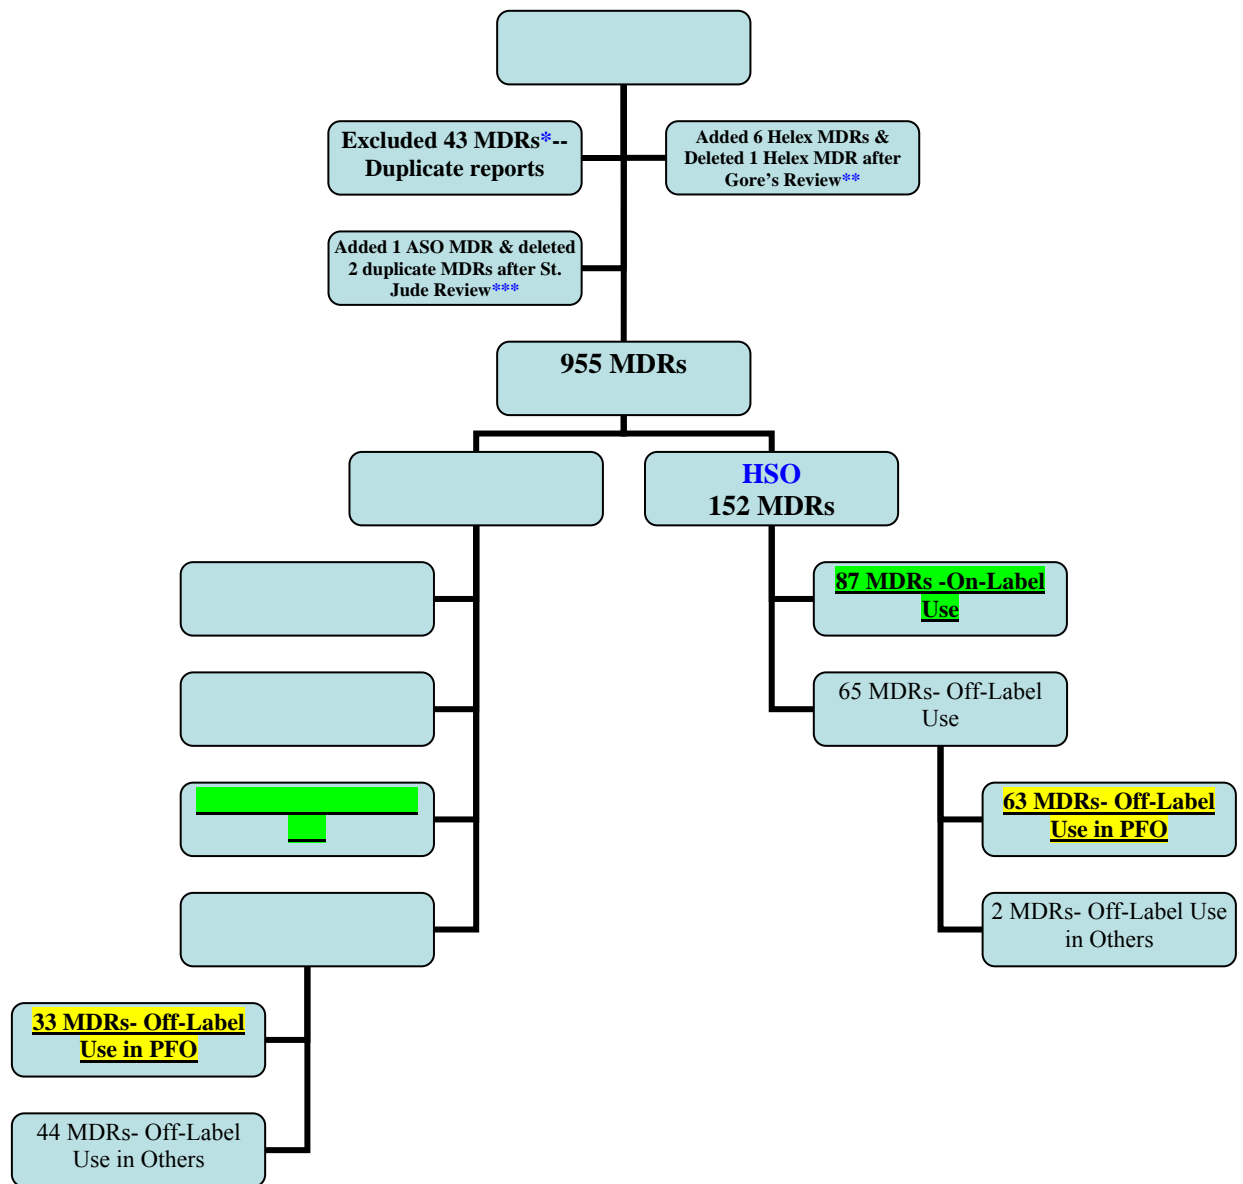 Excluded 43 MDRs*--
Duplicate reports
Added 6 Helex MDRs &
Deleted 1 Helex MDR after
Gore’s Review**
Added 1 ASO MDR & deleted
2 duplicate MDRs after St.
Jude Review***
955 MDRs
HSO
152 MDRs
87 MDRs -On-Label
Use
65 MDRs- Off-Label
Use
63 MDRs- Off-Label
Use in PFO
2 MDRs- Off-Label Use
in Others
33 MDRs- Off-Label
Use in PFO
44 MDRs- Off-Label
Use in Others